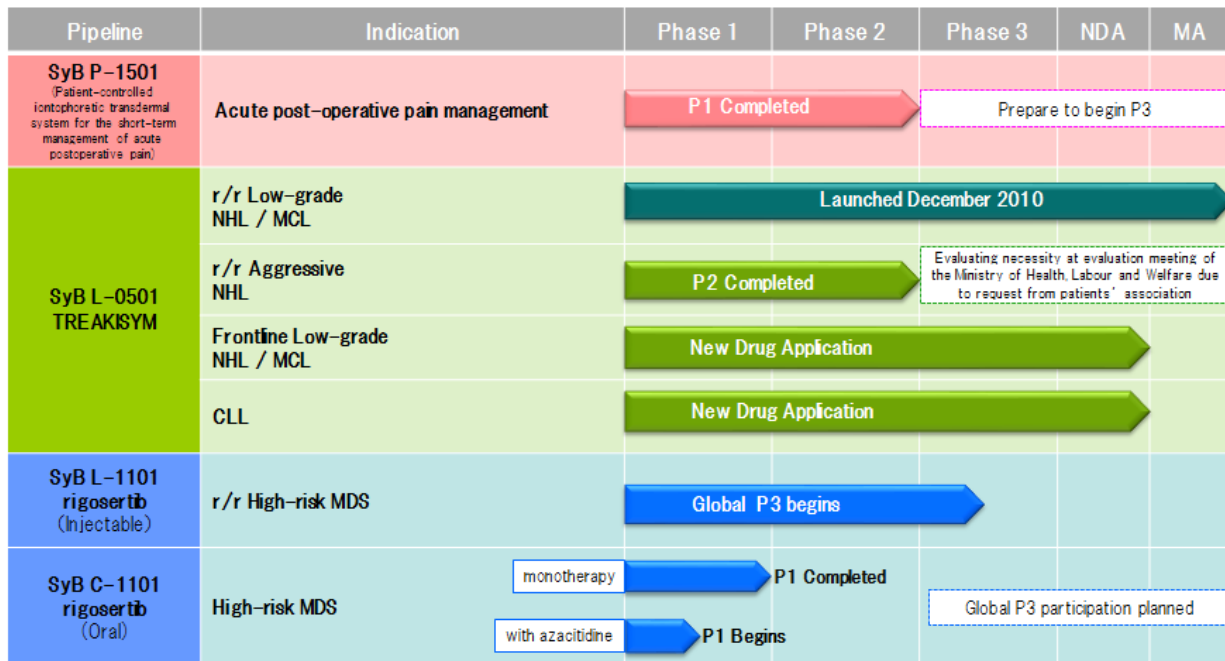 Pipeline
Indication
Phase 1
Phase 2
Phase 3
NDA
MA
SyB P-1501
(Patient-controlled
iontophoretic transdermal
system for the short-term
management of acute
postoperative pain)
Acute post-operative pain management
P1 Completed
Prepare to begin P3
SyB L-0501
TREAKISYM
r/r Low-grade
NHL / MCL
Launched December 2010
r/r Aggressive
NHL
P2 Completed
Evaluating necessity at evaluation meeting of
the Ministry of Health, Labour and Welfare due
to request from patients' association
Frontline Low-grade
NHL / MCL
New Drug Application
CLL
New Drug Application
SyB L-1101
rigosertib
(Injectable)
r/r High-risk MDS
Global P3 begins
SyB C-1101
rigosertib
(Oral)
High-risk MDS
monotherapy
P1 Completed
with azacitidine
P1 Begins
Global P3 participation planned